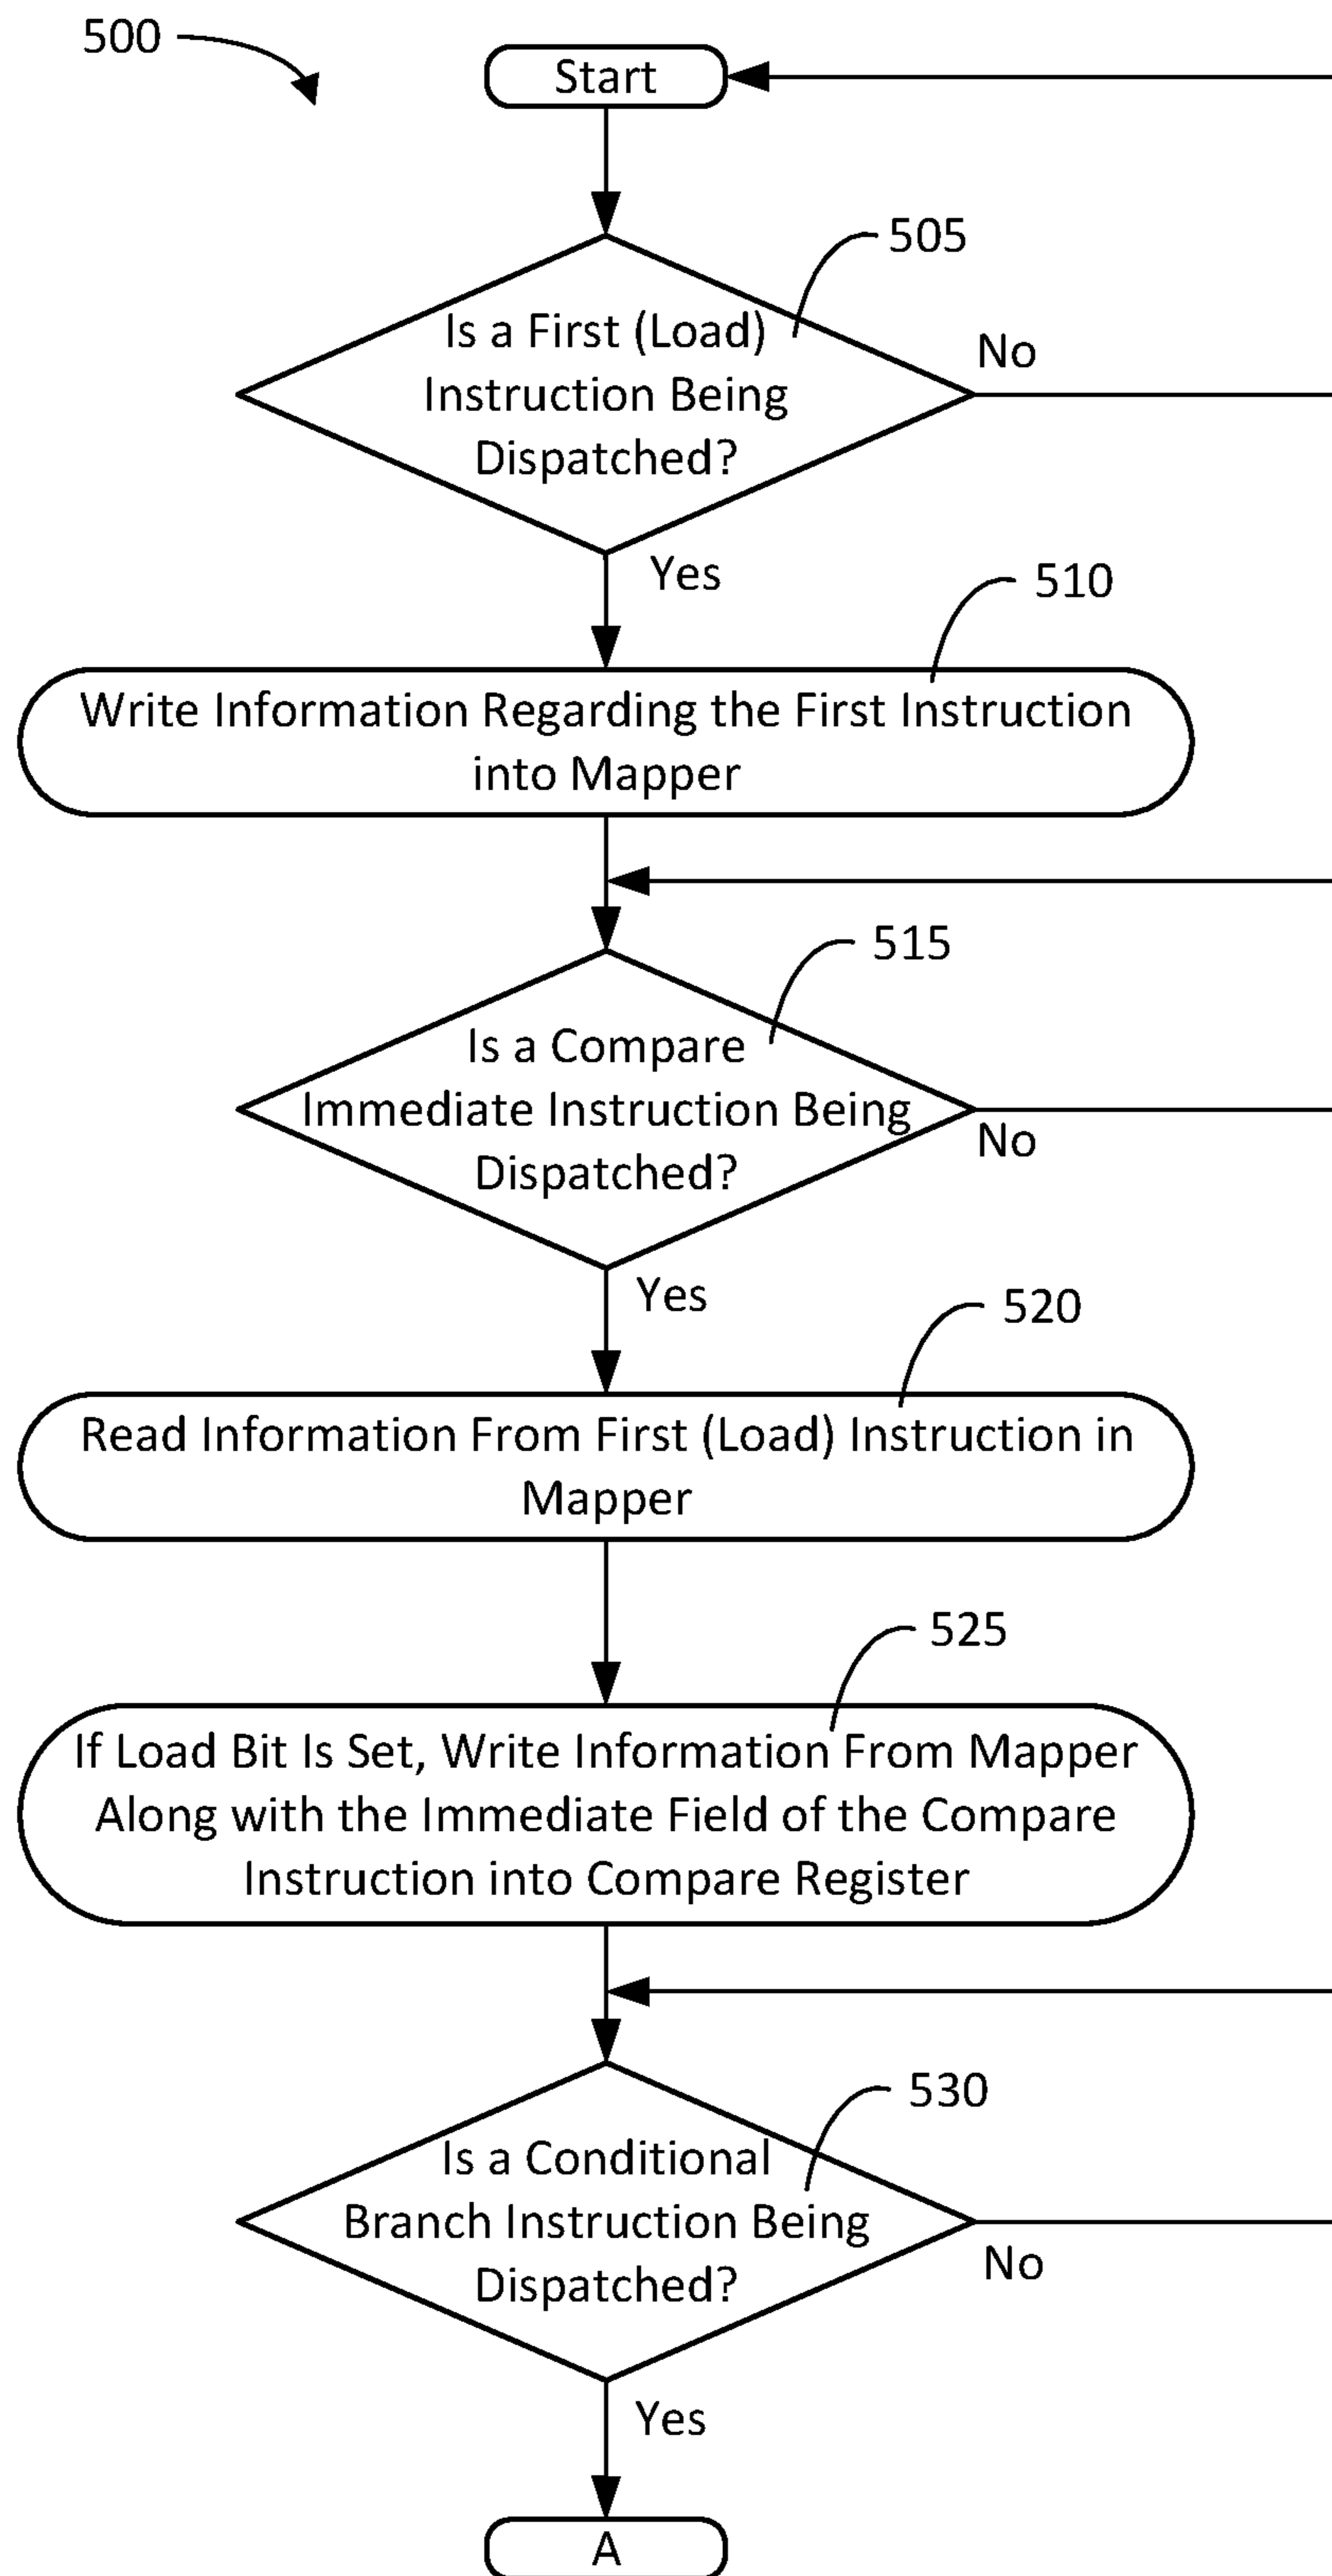 500
Start
505
Is a First (Load)
Instruction Being
Dispatched?
No
Yes
510
Write Information Regarding the First Instruction
into Mapper
515
Is a Compare
Immediate Instruction Being
Dispatched?
No
Yes
520
Read Information From First (Load) Instruction in
Mapper
525
If Load Bit Is Set, Write Information From Mapper
Along with the Immediate Field of the Compare
Instruction into Compare Register
530
Is a Conditional
Branch Instruction Being
Dispatched?
No
Yes
A